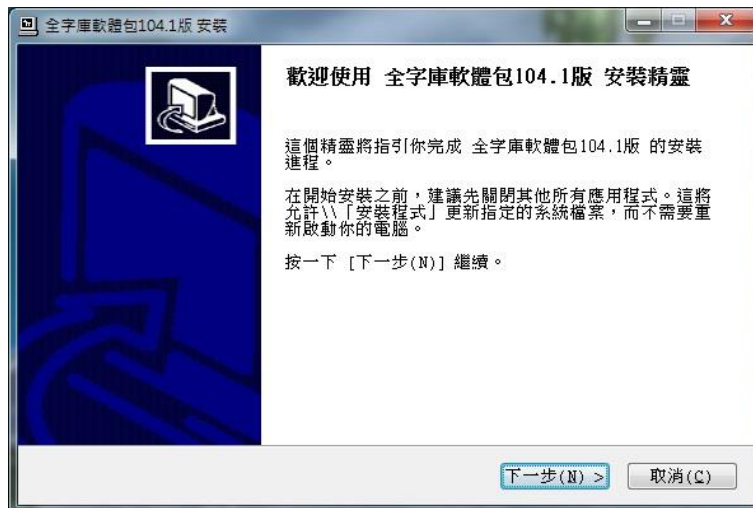 全字庫軟體包104.1版 安裝
歡迎使用 全字庫軟體包104.1版 安裝精靈
這個精靈將指引你完成 全字庫軟體包104.1版 的安裝
進程。
在開始安裝之前，建議先關閉其他所有應用程式。這將
允許\\「安裝程式」更新指定的系統檔案，而不需要重
新啟動你的電腦。
按一下 [下一步(N)] 繼續。
下一步(N) >
取消(C)